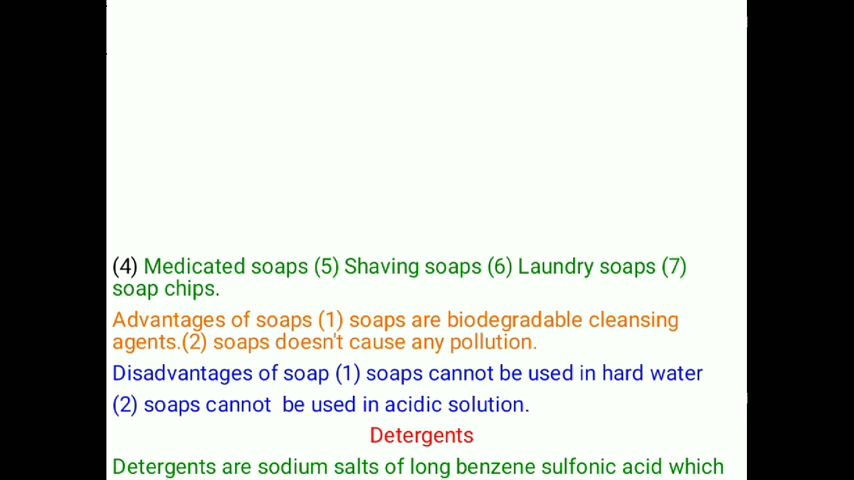 (4) Medicated soaps (5) Shaving soaps (6) Laundry soaps (7)
soap chips.
Advantages of soaps (1) soaps are biodegradable cleansing
agents.(2) soaps doesn't cause any pollution.
Disadvantages of soap (1) soaps cannot be used in hard water
(2) soaps cannot  be used in acidic solution.
Detergents
Detergents are sodium salts of long benzene sulfonic acid which